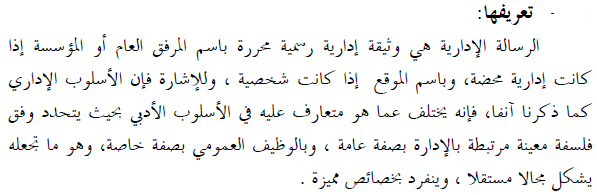 - تعريفها:
الرسالة الإدارية هي وثيقة إدارية رسمية محررة باسم المرفق العام أو المؤسسة إذا
كانت إدارية محضة، وباسم الموقع إذا كانت شخصية ، وللإشارة فإن الأسلوب الإداري
كما ذكرنا آنفا، فإنه يختلف عما هو متعارف عليه في الأسلوب الأدبي بحيث يتحدد وفق
فلسفة معينة مرتبطة بالإدارة بصفة عامة ، وبالوظيف العمومي بصفة خاصة، وهو ما تجعله
يشكل مجالا مستقلا ، وينفرد بخصائص مميزة .